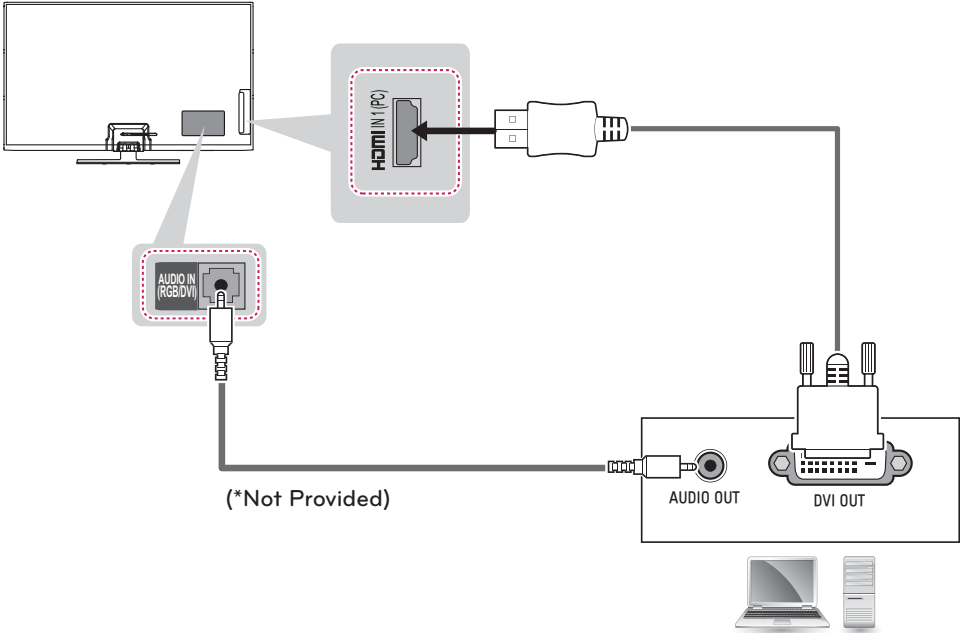 HDMI IN 1 (PC)
AUDIO IN
(RGB/DVI)
(*Not Provided)
AUDIO OUT
DVI OUT